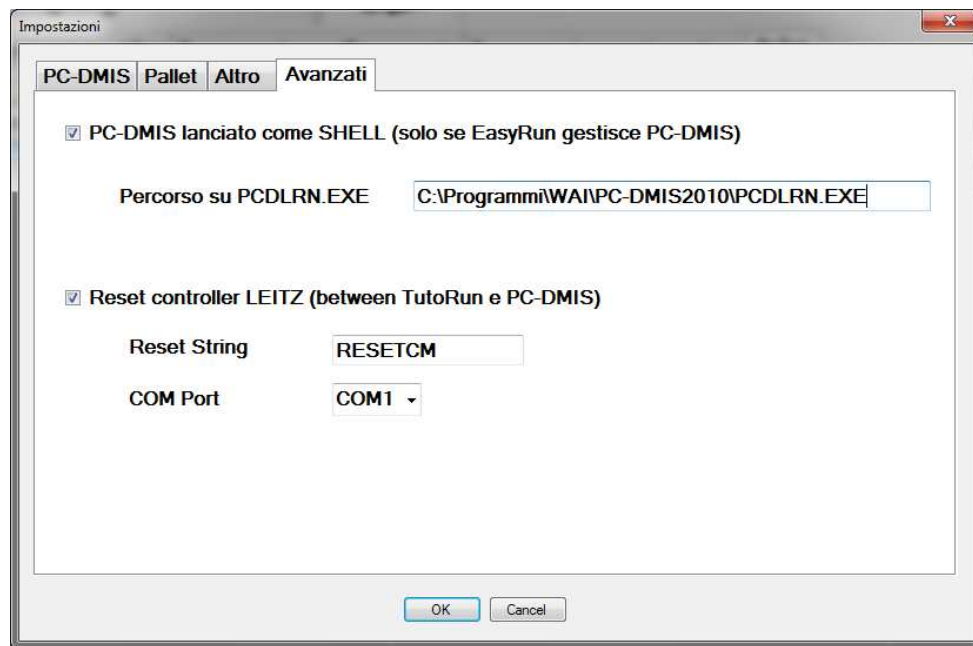 Impostazioni
PC-DMIS Pallet Altro Avanzati
PC-DMIS lanciato come SHELL (solo se EasyRun gestisce PC-DMIS)
Percorso su PCDLRN.EXE C:\Programmi\WAI\PC-DMIS2010\PCDLRN.EXE
Reset controller LEITZ (between TutoRun e PC-DMIS)
Reset String RESETCM
COM Port COM1
OK Cancel